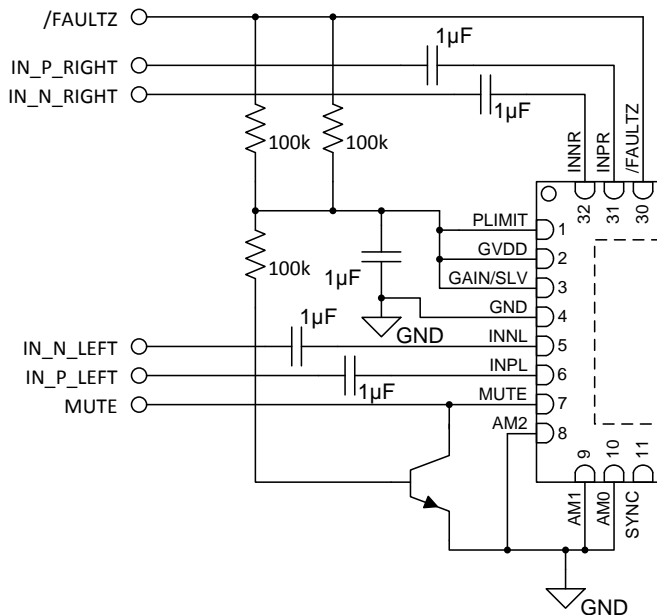 /FAULTZ
1µF
IN_P_RIGHT
IN_N_RIGHT
1µF
100k
100k
INNR
INPR
/FAULTZ
32
31
30
PLIMIT
1
100k
GVDD
2
1µF
GAIN/SLV
3
GND
4
1µF
GND
INNL
5
IN_N_LEFT
INPL
6
IN_P_LEFT
1µF
MUTE
MUTE
7
AM2
8
9
10
11
AM1
AM0
SYNC
GND